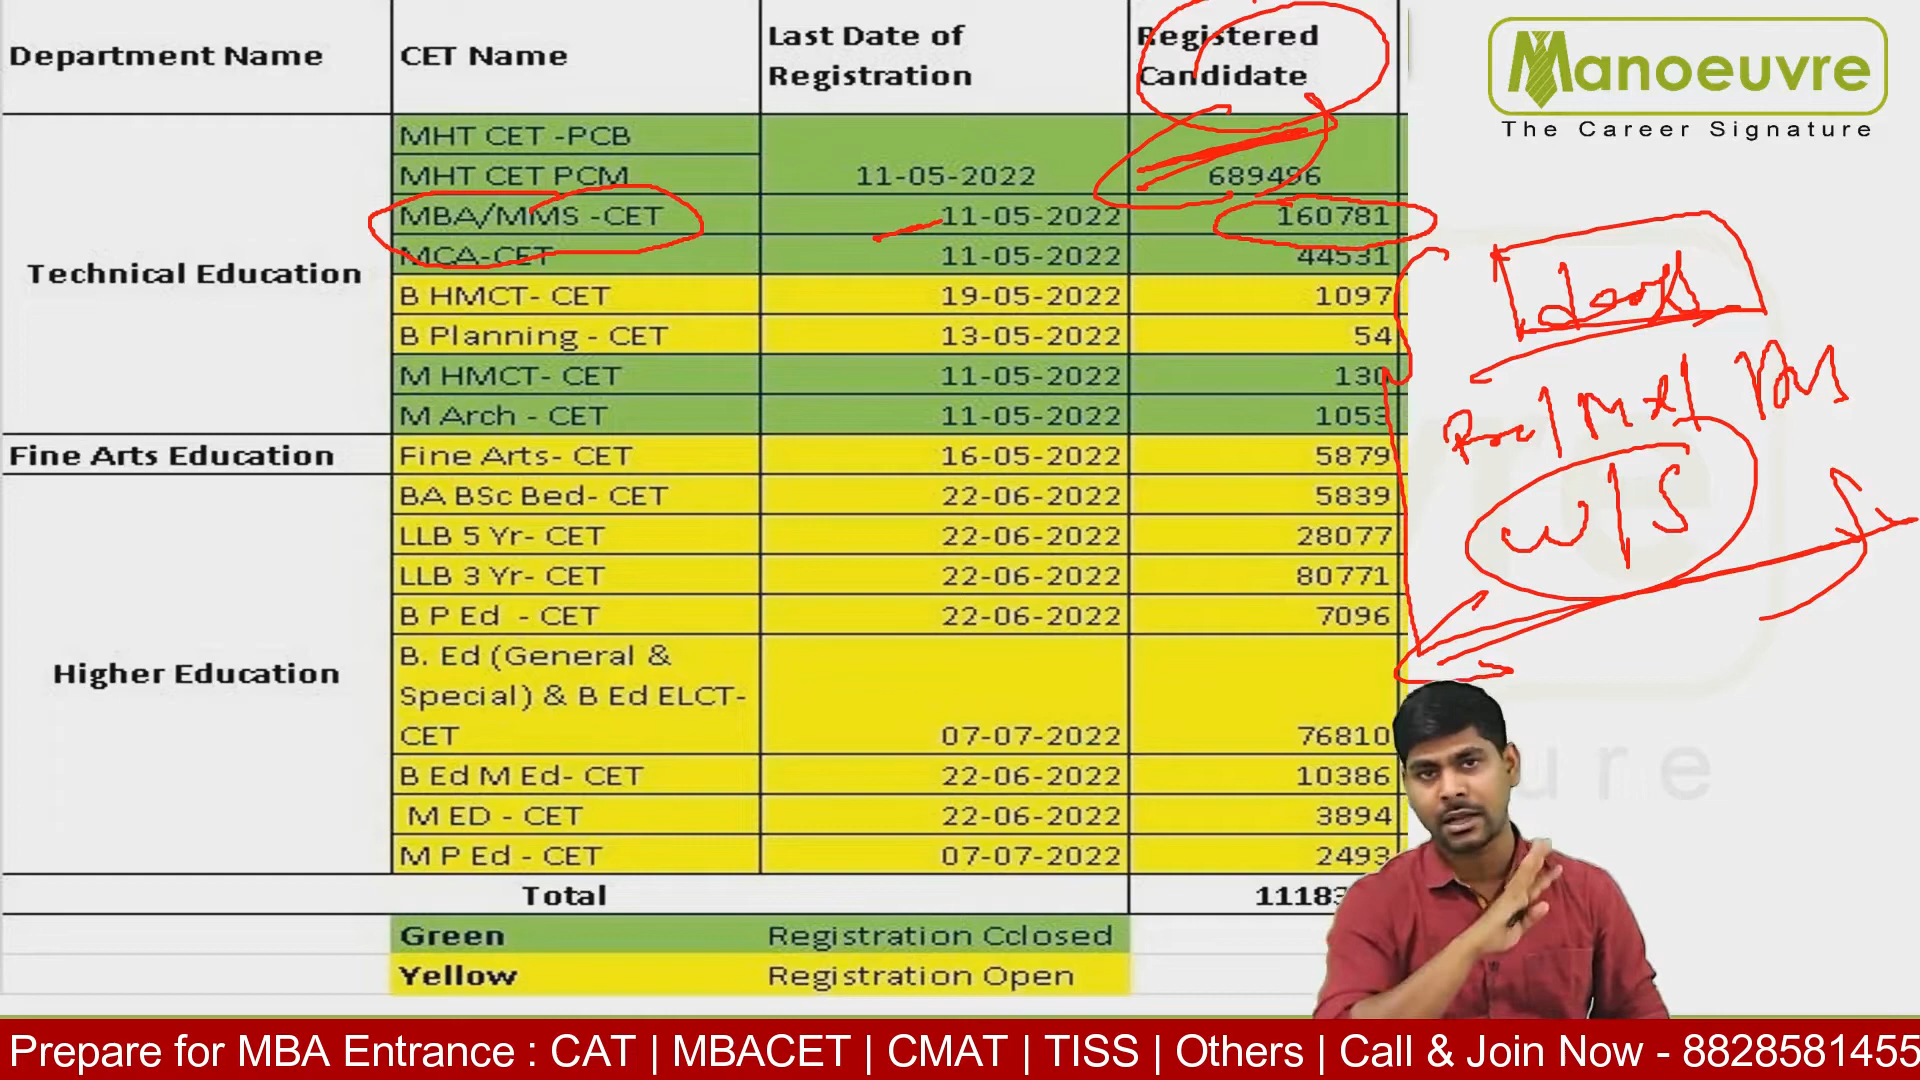 Department Name | CET Name | Last Date of Registration | Registered Candidate
Manoeuvre
The Career Signature
MHT CET -PCB
MHT CET PCM | 11-05-2022 | 689496
MBA/MMS -CET | 11-05-2022 | 160781
MCA-CET | 11-05-2022 | 44531
Technical Education
B HMCT- CET | 19-05-2022 | 1097
B Planning - CET | 13-05-2022 | 54
M HMCT- CET | 11-05-2022 | 130
M Arch - CET | 11-05-2022 | 1053
Fine Arts Education | Fine Arts- CET | 16-05-2022 | 5879
BA BSc Bed- CET | 22-06-2022 | 5839
LLB 5 Yr- CET | 22-06-2022 | 28077
LLB 3 Yr- CET | 22-06-2022 | 80771
B P Ed - CET | 22-06-2022 | 7096
Higher Education
B. Ed (General &
Special) & B Ed ELCT-
CET | 07-07-2022 | 76810
B Ed M Ed- CET | 22-06-2022 | 10386
M ED - CET | 22-06-2022 | 3894
M P Ed - CET | 07-07-2022 | 2493
Total | 11183
Green | Registration Cclosed
Yellow | Registration Open
W/S
Prepare for MBA Entrance : CAT | MBACET | CMAT | TISS | Others | Call & Join Now - 8828581455